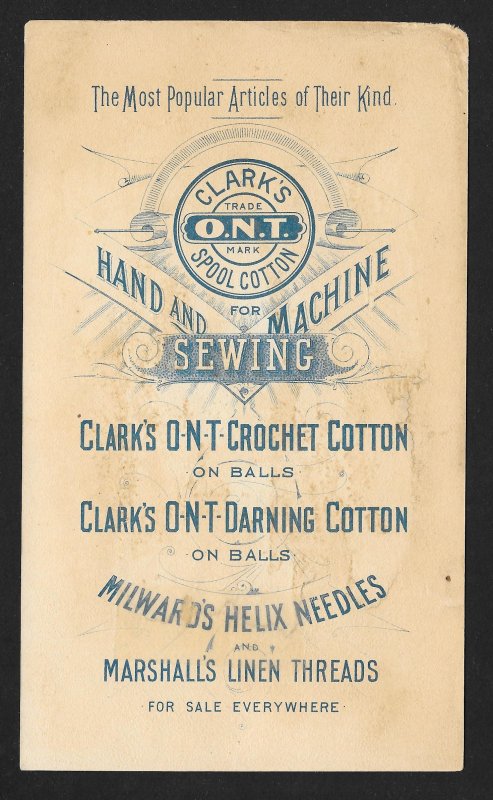 The Most Popular Articles of Their Kind.
CLARK'S
TRADE
O.N.T.
MARK
SPOOL COTTON
FOR
HAND AND MACHINE
SEWING
CLARK'S O·N·T·CROCHET COTTON
·ON BALLS·
CLARK'S O·N·T·DARNING COTTON
·ON BALLS·
MILWARD'S HELIX NEEDLES
AND
MARSHALL'S LINEN THREADS
FOR SALE EVERYWHERE·